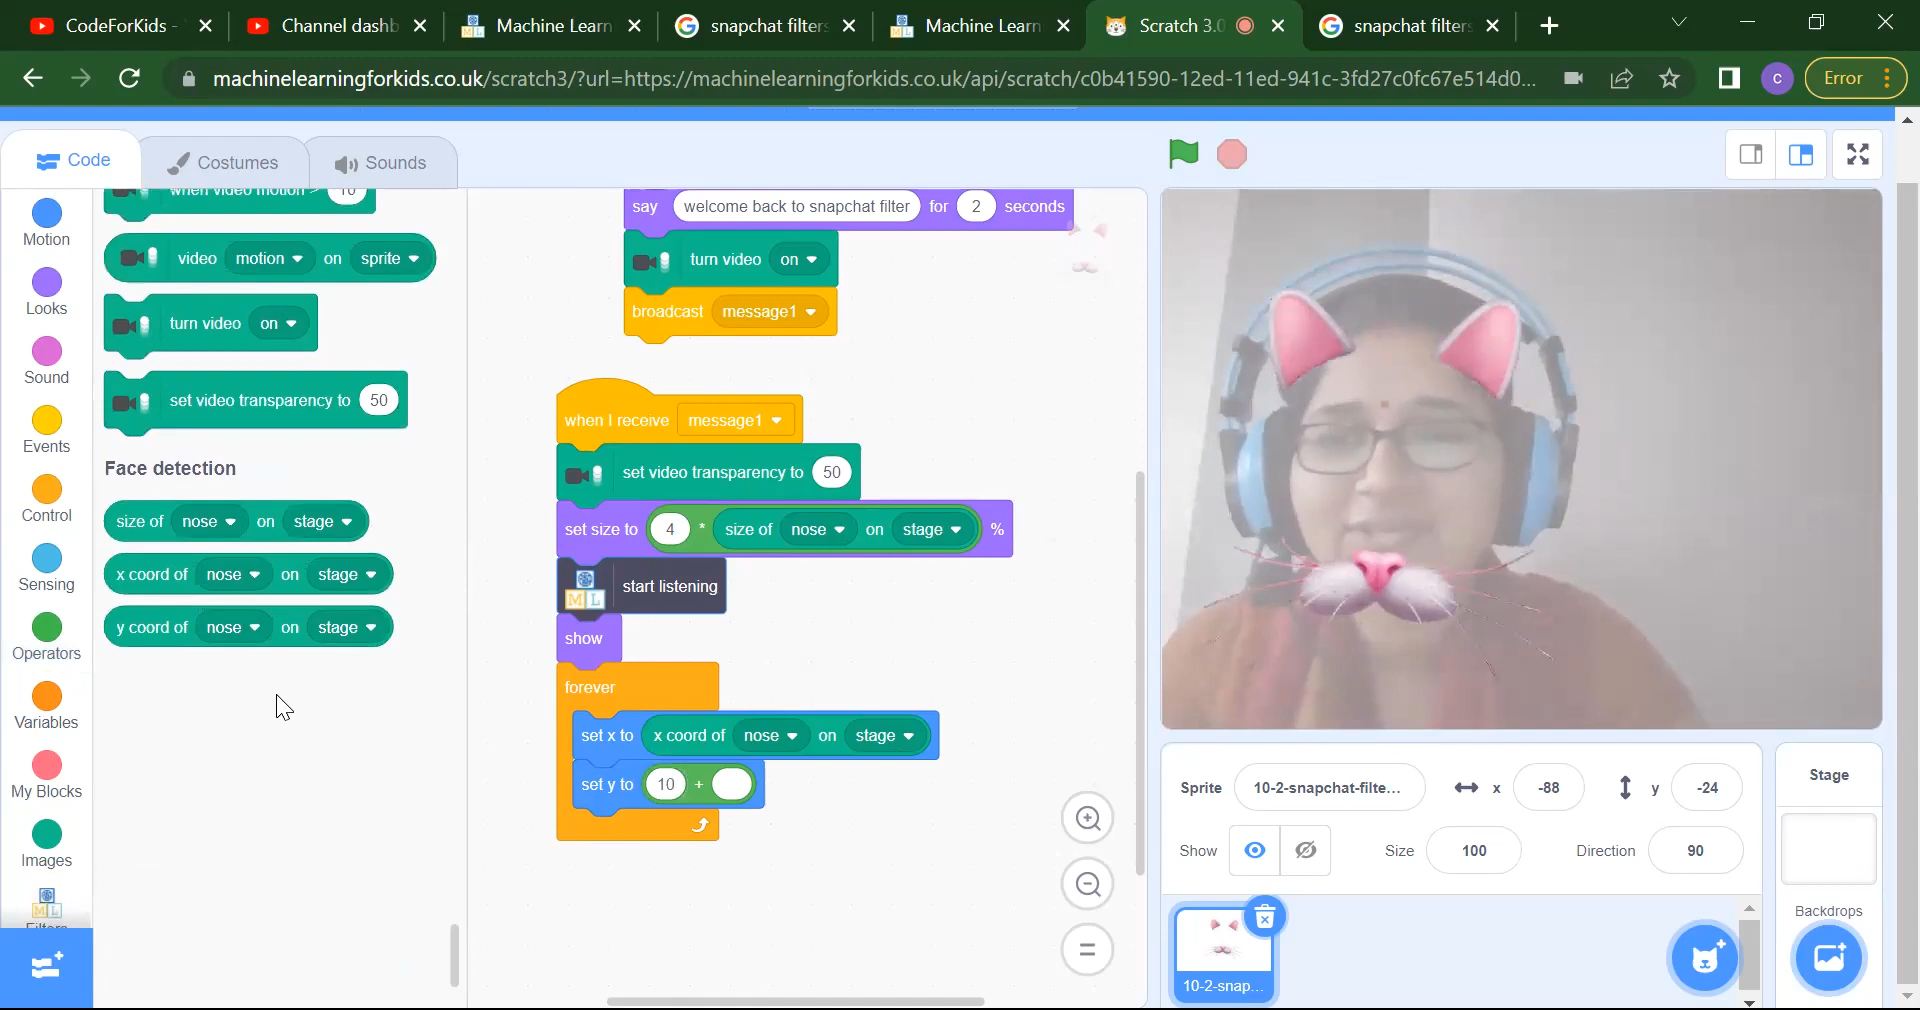 CodeForKids -
Channel dashb
Machine Learn
snapchat filters
Machine Learn
Scratch 3.0
snapchat filters
machinelearningforkids.co.uk/scratch3/?url=https://machinelearningforkids.co.uk/api/scratch/c0b41590-12ed-11ed-941c-3fd27c0fc67e514d0...
c
Error
Code
Costumes
Sounds
Motion
Looks
Sound
Events
Control
Sensing
Operators
Variables
My Blocks
Images
ML
when video motion > 10
video motion on sprite
turn video on
set video transparency to 50
Face detection
size of nose on stage
x coord of nose on stage
y coord of nose on stage
say welcome back to snapchat filter for 2 seconds
turn video on
broadcast message1
when I receive message1
set video transparency to 50
set size to 4 * size of nose on stage %
ML start listening
show
forever
set x to x coord of nose on stage
set y to 10 +
Sprite 10-2-snapchat-filte... x -88 y -24
Show Size 100 Direction 90
10-2-snap...
Stage
Backdrops